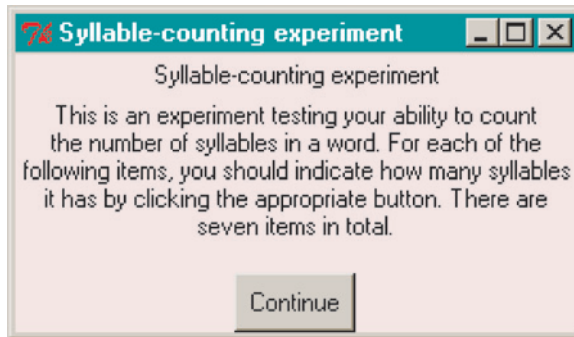 Syllable-counting experiment
Syllable-counting experiment
This is an experiment testing your ability to count
the number of syllables in a word. For each of the
following items, you should indicate how many syllables
it has by clicking the appropriate button. There are
seven items in total.
Continue